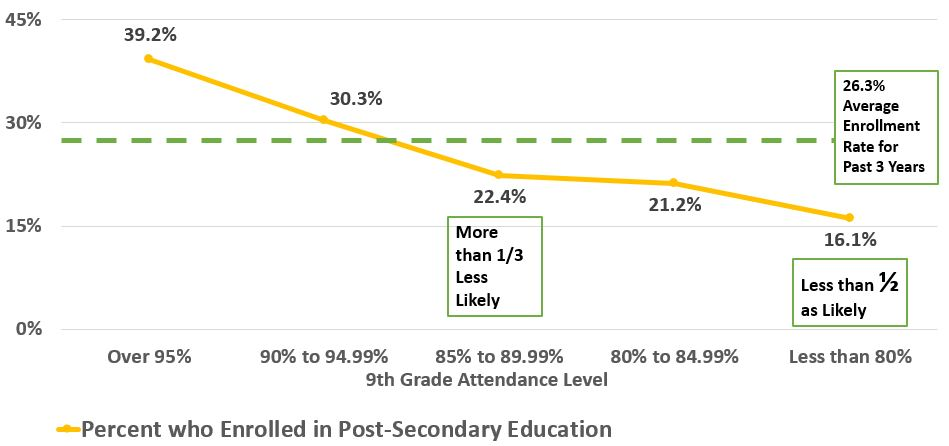 45%
39.2%
30.3%
26.3%
Average
Enrollment
Rate for
Past 3 Years
30%
22.4%
21.2%
More
than 1/3
Less
Likely
15%
16.1%
Less than ½
as Likely
0%
Over 95%
90% to 94.99%
85% to 89.99%
80% to 84.99%
Less than 80%
9th Grade Attendance Level
Percent who Enrolled in Post-Secondary Education